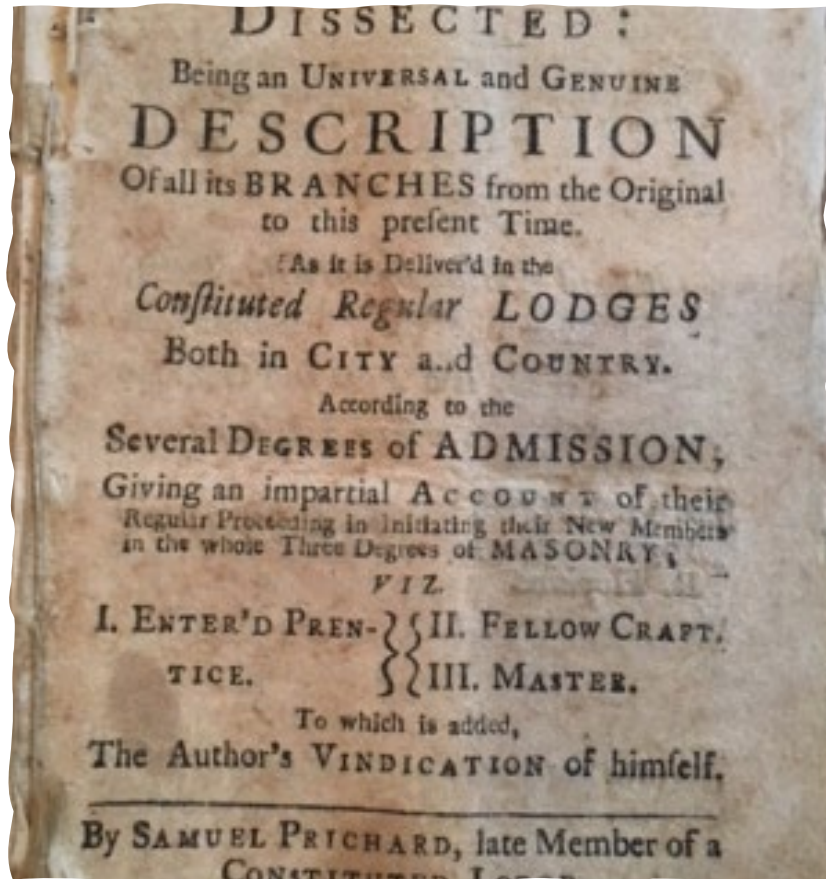 DISSECTED:
Being an UNIVERSAL and GENUINE
DESCRIPTION
Of all its BRANCHES from the Original
to this preſent Time.
As it is Deliver'd in the
Conſtituted Regular LODGES
Both in CITY a..d COUNTRY.
According to the
Several DEGREES of ADMISSION;
Giving an impartial ACCOUNT of their
Regular Proceeding in Initiating their New Members
in the whole Three Degrees of MASONRY;
VIZ.
I. ENTER'D PREN- II. FELLOW CRAFT.
TICE. III. MASTER.
To which is added,
The Author's VINDICATION of himſelf.
By SAMUEL PRICHARD, late Member of a
CONSTITUTED LODGE